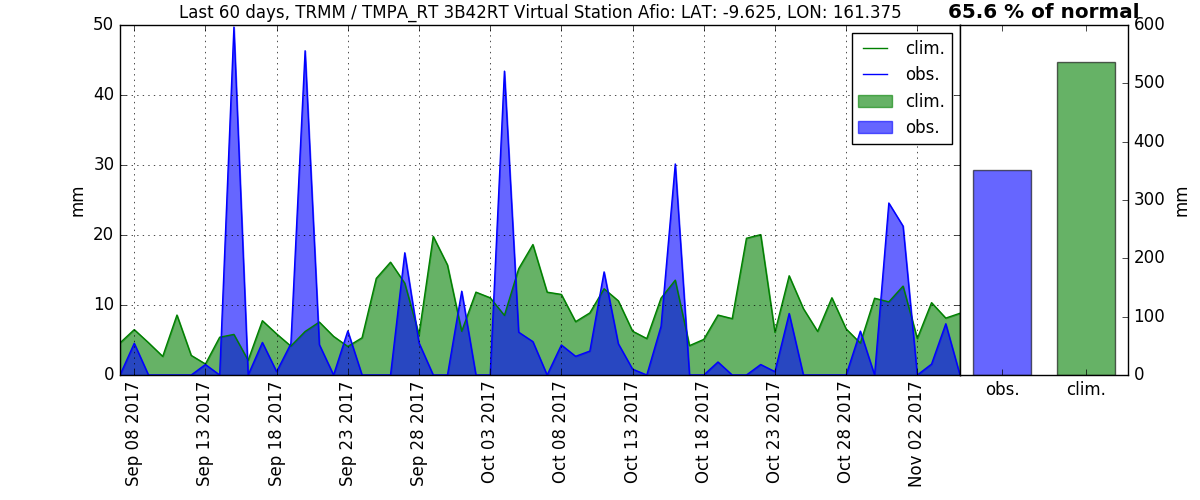 Last 60 days, TRMM / TMPA_RT 3B42RT Virtual Station Afio: LAT: -9.625, LON: 161.375
65.6 % of normal
50
40
30
20
10
0
mm
clim.
obs.
clim.
obs.
600
500
400
300
200
100
0
mm
obs.
clim.
Sep 08 2017
Sep 13 2017
Sep 18 2017
Sep 23 2017
Sep 28 2017
Oct 03 2017
Oct 08 2017
Oct 13 2017
Oct 18 2017
Oct 23 2017
Oct 28 2017
Nov 02 2017